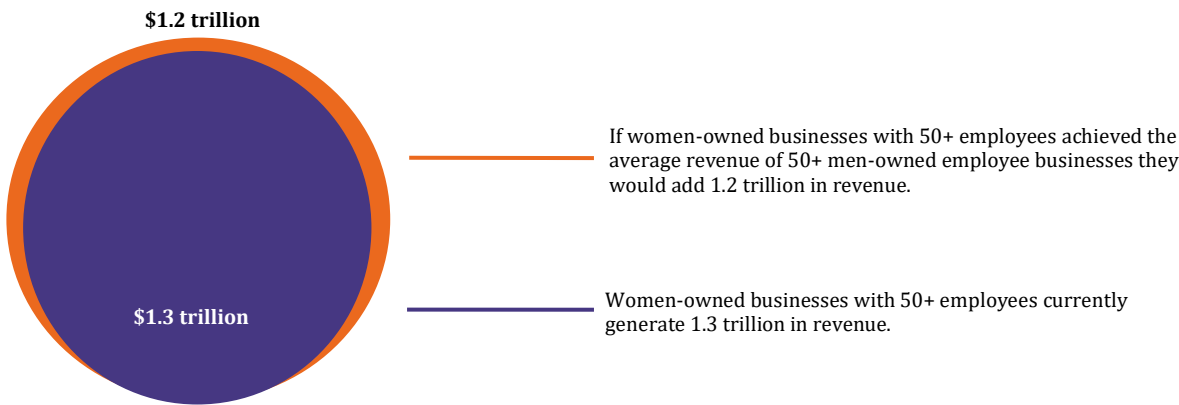 $1.2 trillion
If women-owned businesses with 50+ employees achieved the
average revenue of 50+ men-owned employee businesses they
would add 1.2 trillion in revenue.
Women-owned businesses with 50+ employees currently
generate 1.3 trillion in revenue.
$1.3 trillion